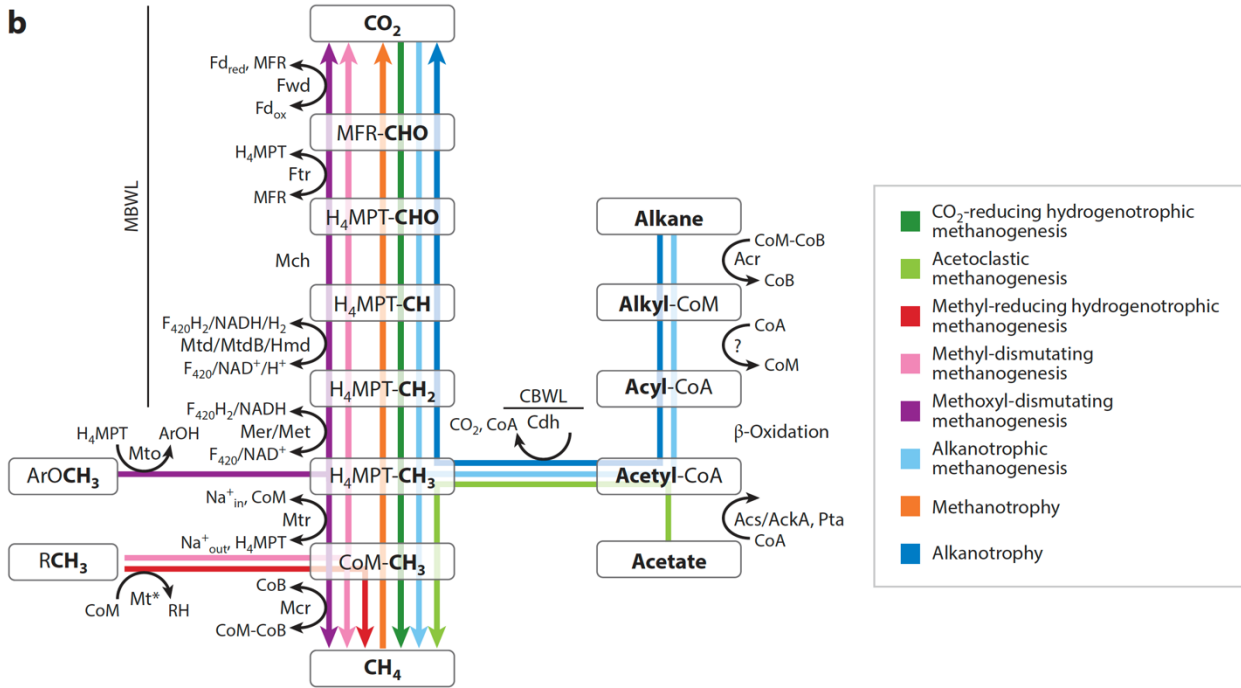 b
CO₂
Fd_red, MFR
Fwd
Fd_ox
MFR-CHO
H₄MPT
Ftr
MFR
MBWL
H₄MPT-CHO
Mch
H₄MPT-CH
F₄₂₀H₂/NADH/H₂
Mtd/MtdB/Hmd
F₄₂₀/NAD⁺/H⁺
H₄MPT-CH₂
F₄₂₀H₂/NADH
Mer/Met
F₄₂₀/NAD⁺
H₄MPT
ArOH
Mto
ArOCH₃
H₄MPT-CH₃
Na⁺_in, CoM
Mtr
Na⁺_out, H₄MPT
RCH₃
CoM-CH₃
Mt*
CoM
RH
CoB
Mcr
CoM-CoB
CH₄
CBWL
CO₂, CoA
Cdh
Alkane
CoM-CoB
Acr
CoB
Alkyl-CoM
CoA
?
CoM
Acyl-CoA
β-Oxidation
Acetyl-CoA
Acs/AckA, Pta
CoA
Acetate
CO₂-reducing hydrogenotrophic
methanogenesis
Acetoclastic
methanogenesis
Methyl-reducing hydrogenotrophic
methanogenesis
Methyl-dismutating
methanogenesis
Methoxyl-dismutating
methanogenesis
Alkanotrophic
methanogenesis
Methanotrophy
Alkanotrophy